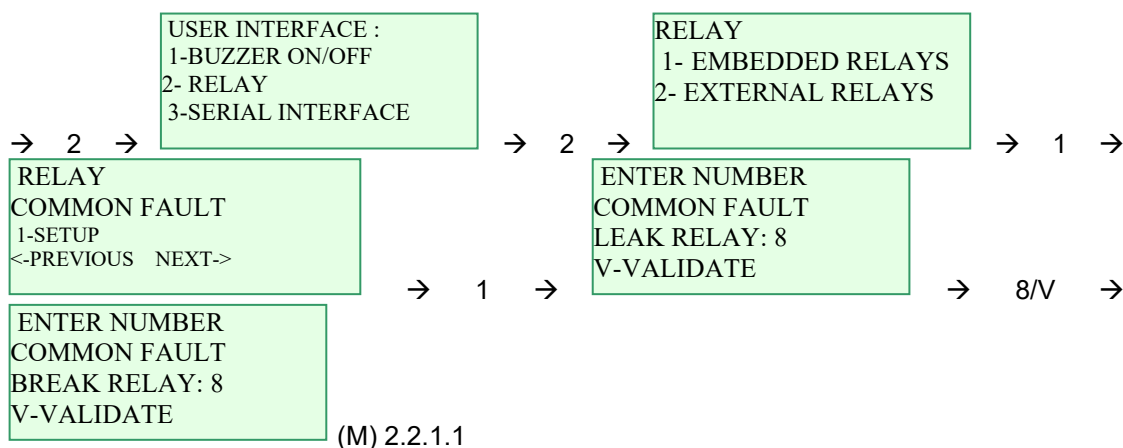 USER INTERFACE :
1-BUZZER ON/OFF
2- RELAY
3-SERIAL INTERFACE
→ 2 →
RELAY
1- EMBEDDED RELAYS
2- EXTERNAL RELAYS
→ 2 →
→ 1 →
RELAY
COMMON FAULT
1-SETUP
<-PREVIOUS NEXT->
→ 1 →
ENTER NUMBER
COMMON FAULT
LEAK RELAY: 8
V-VALIDATE
→ 8/V →
ENTER NUMBER
COMMON FAULT
BREAK RELAY: 8
V-VALIDATE
(M) 2.2.1.1